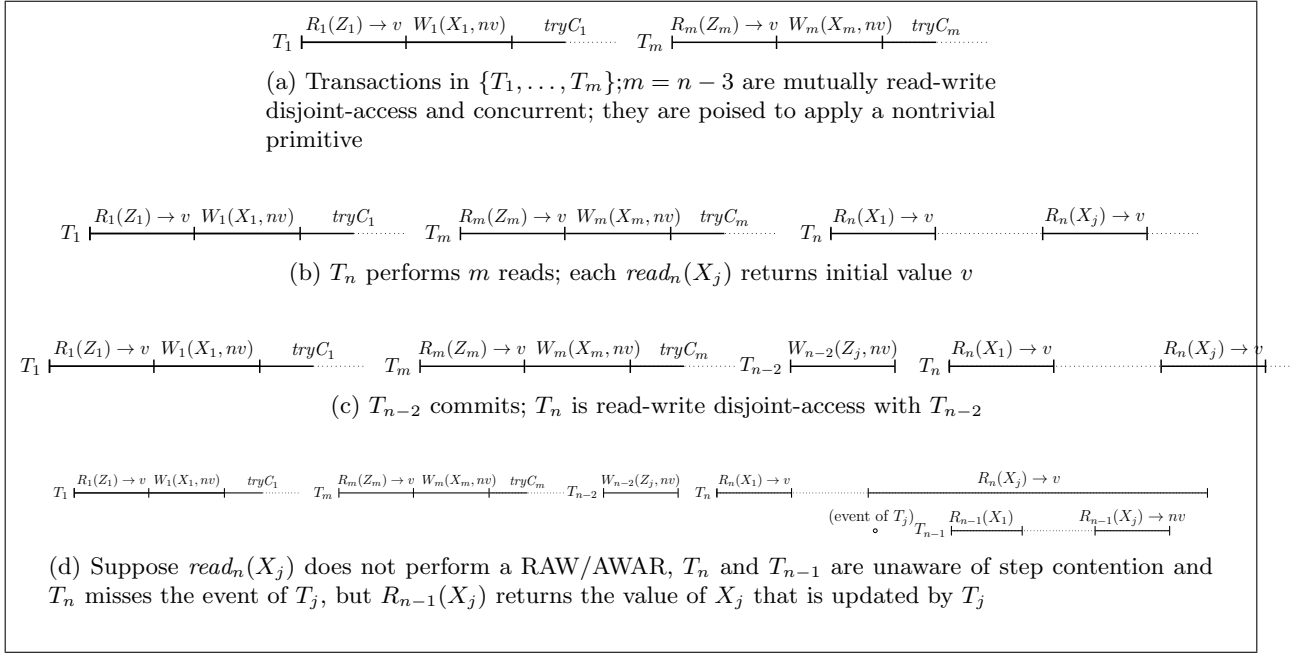 R₁(Z₁) → v W₁(X₁, nv) tryC₁ Rₘ(Zₘ) → v Wₘ(Xₘ, nv) tryCₘ
T₁ Tₘ
(a) Transactions in {T₁, . . . , Tₘ};m = n − 3 are mutually read-write
disjoint-access and concurrent; they are poised to apply a nontrivial
primitive
R₁(Z₁) → v W₁(X₁, nv) tryC₁ Rₘ(Zₘ) → v Wₘ(Xₘ, nv) tryCₘ Rₙ(X₁) → v Rₙ(Xⱼ) → v
T₁ Tₘ Tₙ
(b) Tₙ performs m reads; each readₙ(Xⱼ) returns initial value v
R₁(Z₁) → v W₁(X₁, nv) tryC₁ Rₘ(Zₘ) → v Wₘ(Xₘ, nv) tryCₘ Wₙ₋₂(Zⱼ, nv) Rₙ(X₁) → v Rₙ(Xⱼ) → v
T₁ Tₘ Tₙ₋₂ Tₙ
(c) Tₙ₋₂ commits; Tₙ is read-write disjoint-access with Tₙ₋₂
R₁(Z₁) → v W₁(X₁, nv) tryC₁ Rₘ(Zₘ) → v Wₘ(Xₘ, nv) tryCₘ Wₙ₋₂(Zⱼ, nv) Rₙ(X₁) → v Rₙ(Xⱼ) → v
T₁ Tₘ Tₙ₋₂ Tₙ
(event of Tⱼ) Rₙ₋₁(X₁) Rₙ₋₁(Xⱼ) → nv
Tₙ₋₁
(d) Suppose readₙ(Xⱼ) does not perform a RAW/AWAR, Tₙ and Tₙ₋₁ are unaware of step contention and
Tₙ misses the event of Tⱼ, but Rₙ₋₁(Xⱼ) returns the value of Xⱼ that is updated by Tⱼ